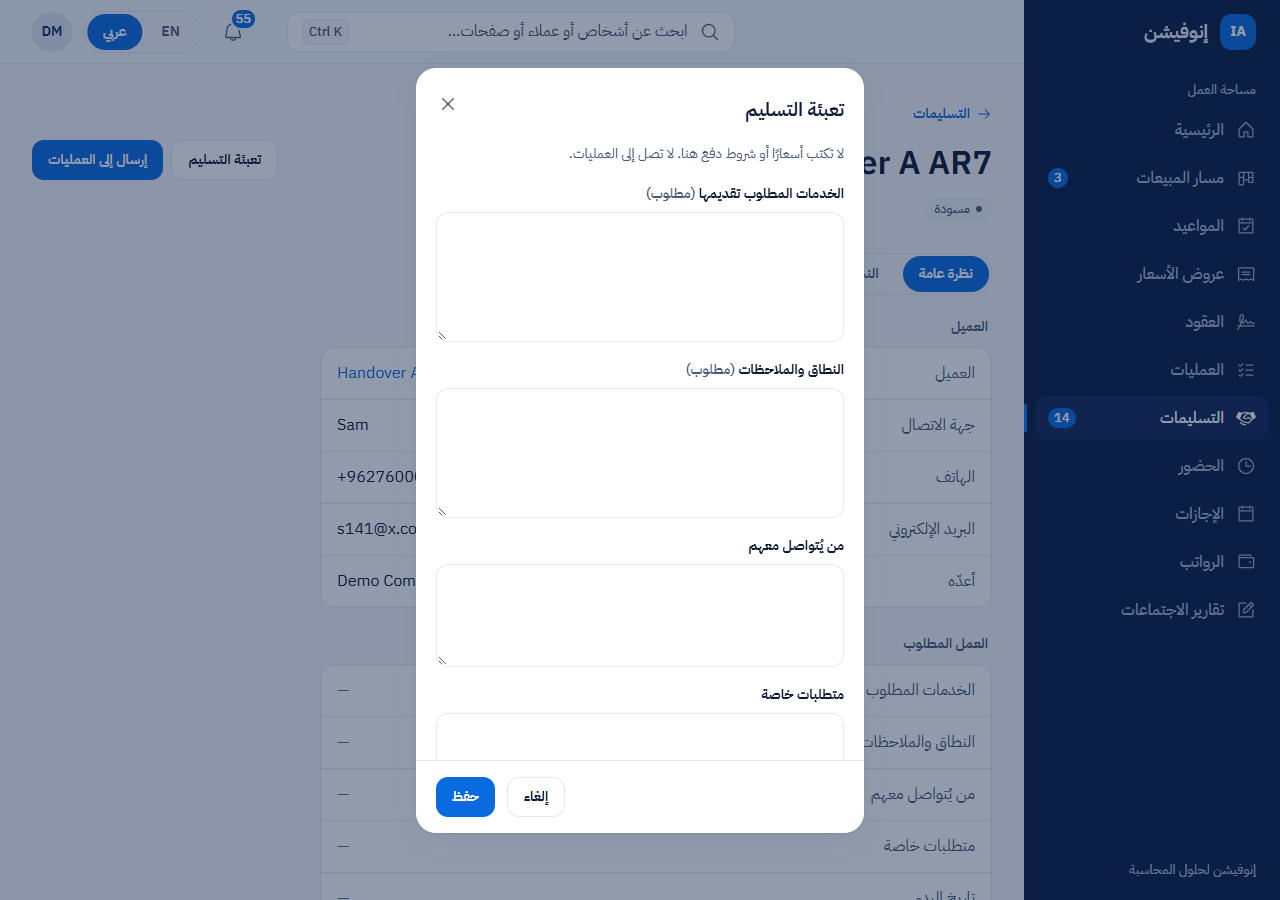 IA إنوفيشن
مساحة العمل
الرئيسية
مسار المبيعات 3
المواعيد
عروض الأسعار
العقود
العمليات
التسليمات 14
الحضور
الإجازات
الرواتب
تقارير الاجتماعات
إنوفيشن لحلول المحاسبة
ابحث عن أشخاص أو عملاء أو صفحات... Ctrl K
55
EN عربي
DM
التسليمات
er A AR7
تعبئة التسليم إرسال إلى العمليات
مسودة
نظرة عامة
العميل
العميل Handover A
جهة الاتصال Sam
الهاتف +9627600
البريد الإلكتروني s141@x.co
أعدّه Demo Com
العمل المطلوب
الخدمات المطلوب —
النطاق والملاحظات —
من يُتواصل معهم —
متطلبات خاصة —
تاريخ البدء —
تعبئة التسليم
لا تكتب أسعارًا أو شروط دفع هنا. لا تصل إلى العمليات.
الخدمات المطلوب تقديمها (مطلوب)
النطاق والملاحظات (مطلوب)
من يُتواصل معهم
متطلبات خاصة
إلغاء حفظ